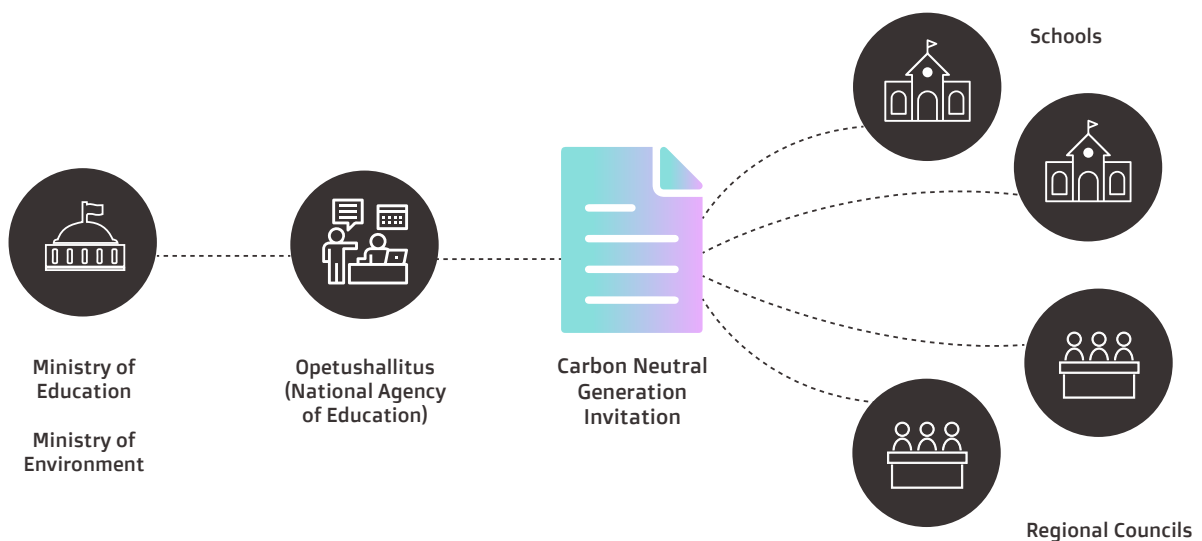 Schools
Ministry of
Education
Ministry of
Environment
Opetushallitus
(National Agency
of Education)
Carbon Neutral
Generation
Invitation
Regional Councils